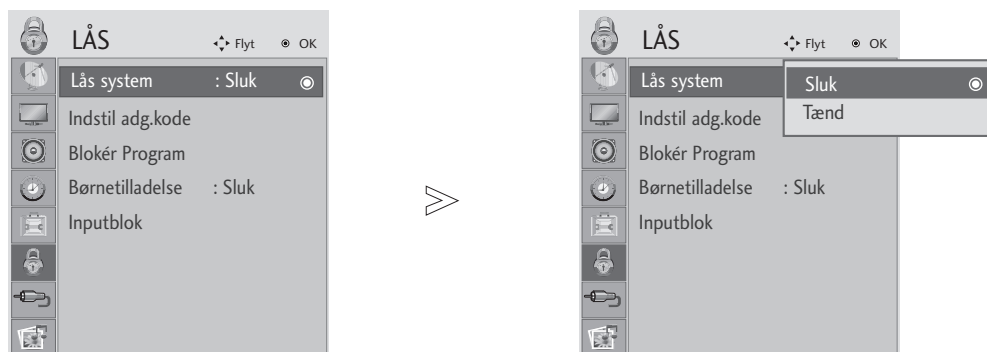 LÅS Flyt OK
Lås system : Sluk
Indstil adg.kode
Blokér Program
Børnetilladelse : Sluk
Inputblok
LÅS Flyt OK
Lås system
Sluk
Tænd
Indstil adg.kode
Blokér Program
Børnetilladelse : Sluk
Inputblok